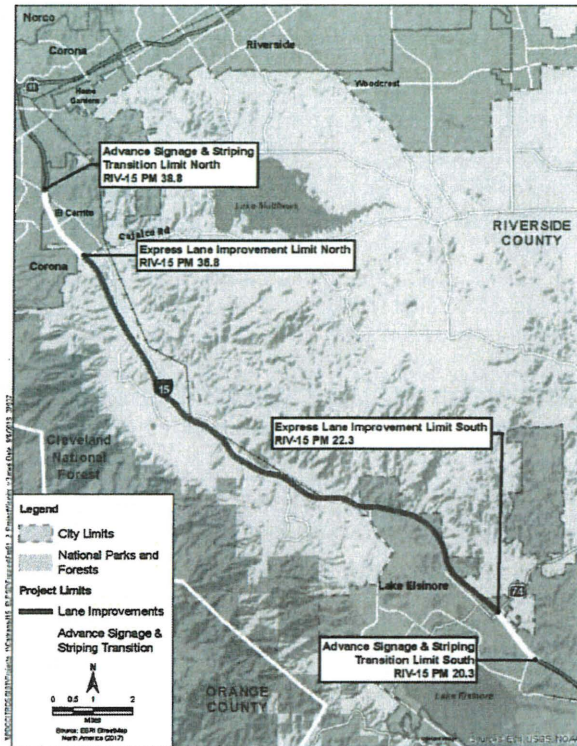 Norco
Corona
Riverside
Home
Gardens
Woodcrest
Advance Signage & Striping
Transition Limit North
RIV-15 PM 38.8
El Cerrito
Lake Mathews
Cajalco Rd
RIVERSIDE
COUNTY
Express Lane Improvement Limit North
RIV-15 PM 36.8
Corona
15
Express Lane Improvement Limit South
RIV-15 PM 22.3
Cleveland
National
Forest
Legend
City Limits
National Parks and
Forests
Project Limits
Lane Improvements
Advance Signage &
Striping Transition
N
0 0.5 1 2
Miles
Source: ESRI StreetMap
North America (2017)
Lake Elsinore
74
Advance Signage & Striping
Transition Limit South
RIV-15 PM 20.3
ORANGE
COUNTY
Lake Elsinore
Sources: Esri, USGS, NOAA